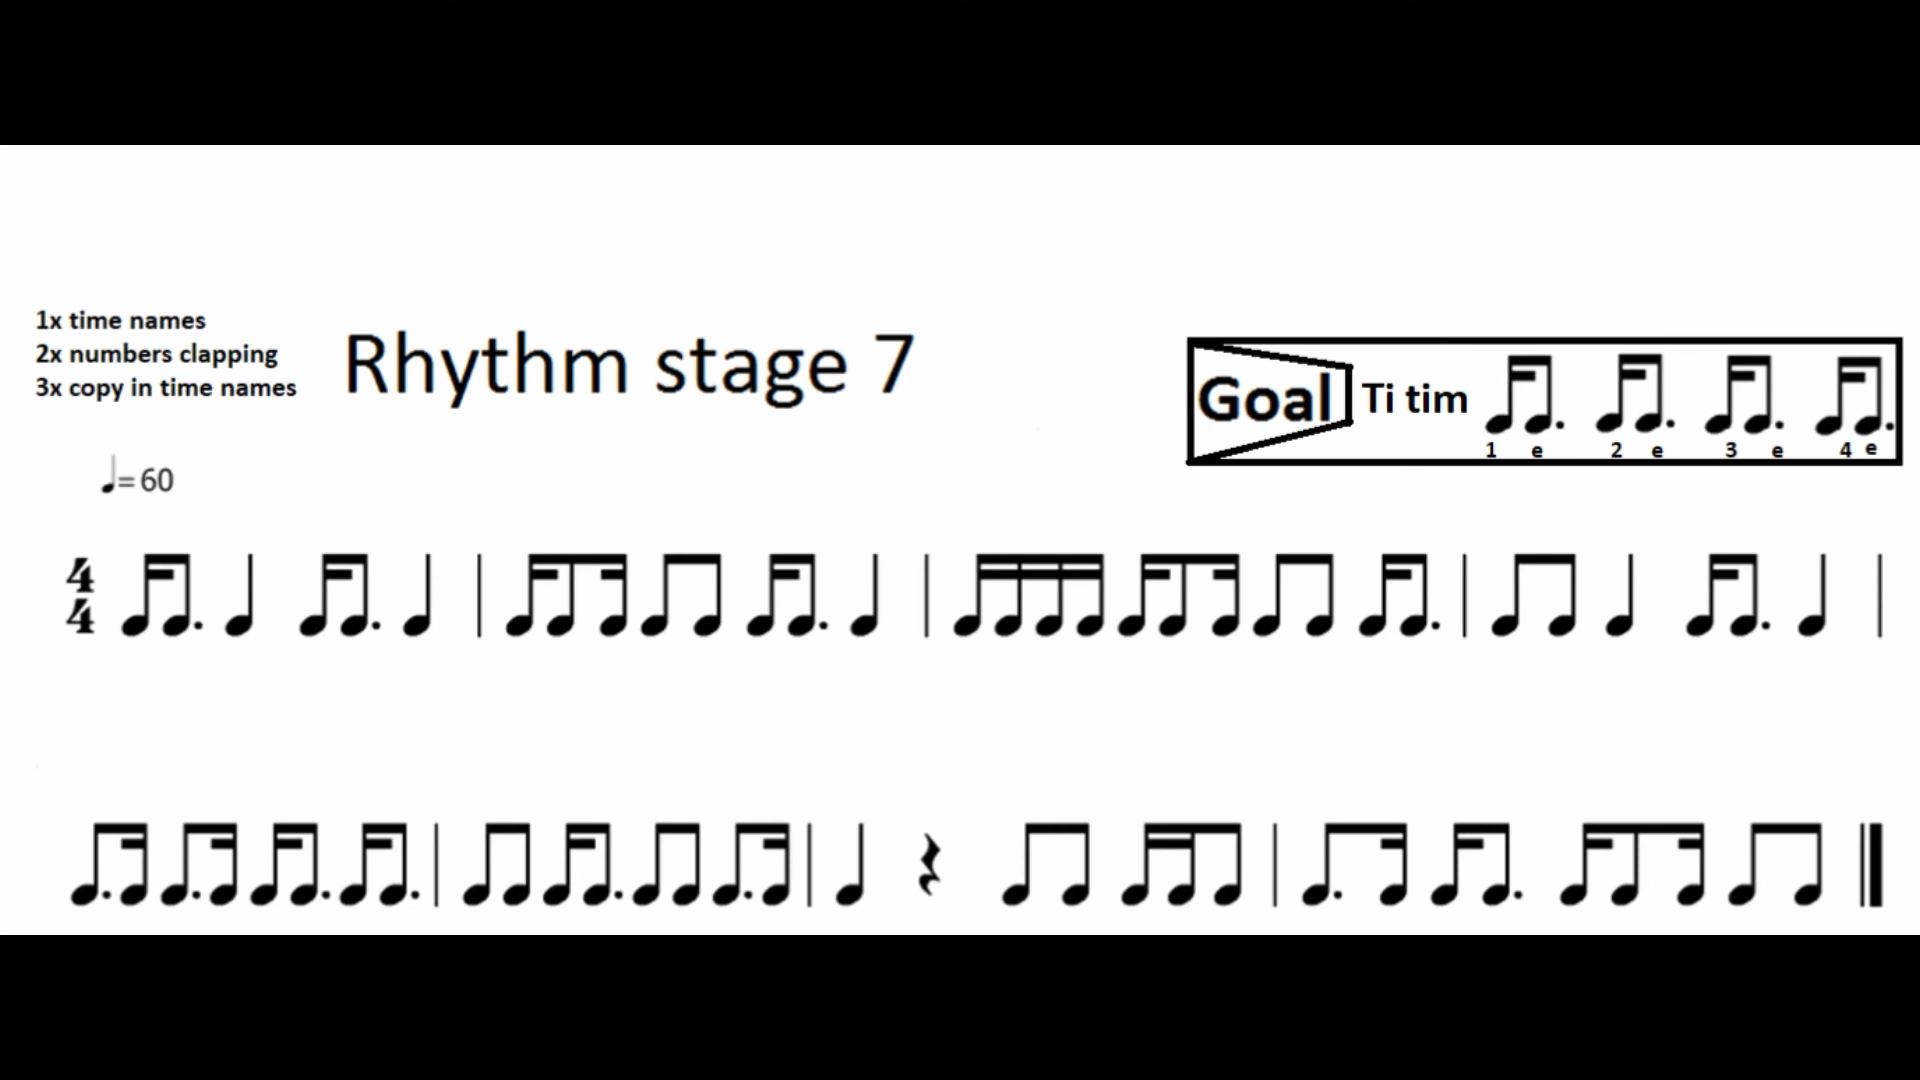 1x time names
2x numbers clapping
3x copy in time names
Rhythm stage 7
Goal Ti tim
1 e 2 e 3 e 4 e
= 60
4
4